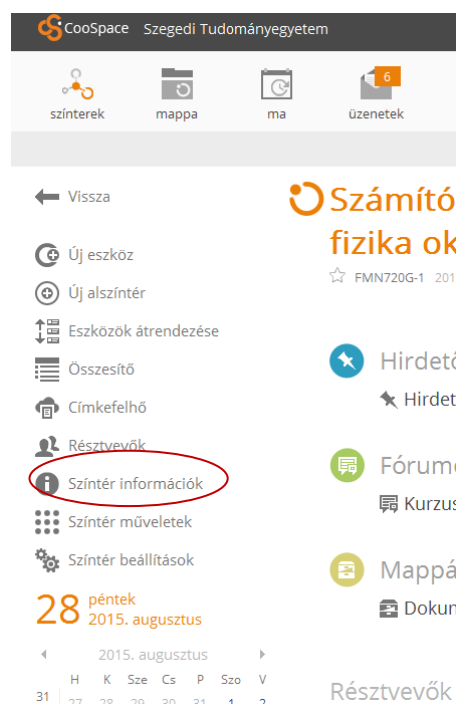 CooSpace Szegedi Tudományegyetem
6
színterek mappa ma üzenetek
Vissza
Új eszköz
Új alszíntér
Eszközök átrendezése
Összesítő
Címkefelhő
Résztvevők
Színtér információk
Színtér műveletek
Színtér beállítások
28 péntek
2015. augusztus
2015. augusztus
H K Sze Cs P Szo V
31 27 28 29 30 31 1 2
Számító
fizika ok
FMN720G-1 201
Hirdető
Hirdet
Fórumo
Kurzus
Mappá
Dokun
Résztvevők